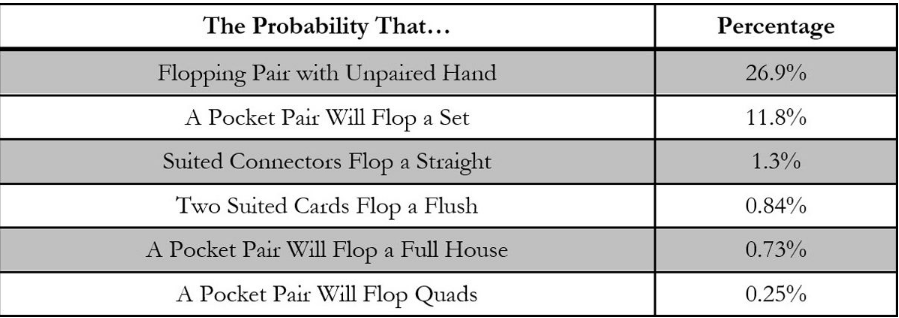 The Probability That… Percentage
Flopping Pair with Unpaired Hand 26.9%
A Pocket Pair Will Flop a Set 11.8%
Suited Connectors Flop a Straight 1.3%
Two Suited Cards Flop a Flush 0.84%
A Pocket Pair Will Flop a Full House 0.73%
A Pocket Pair Will Flop Quads 0.25%